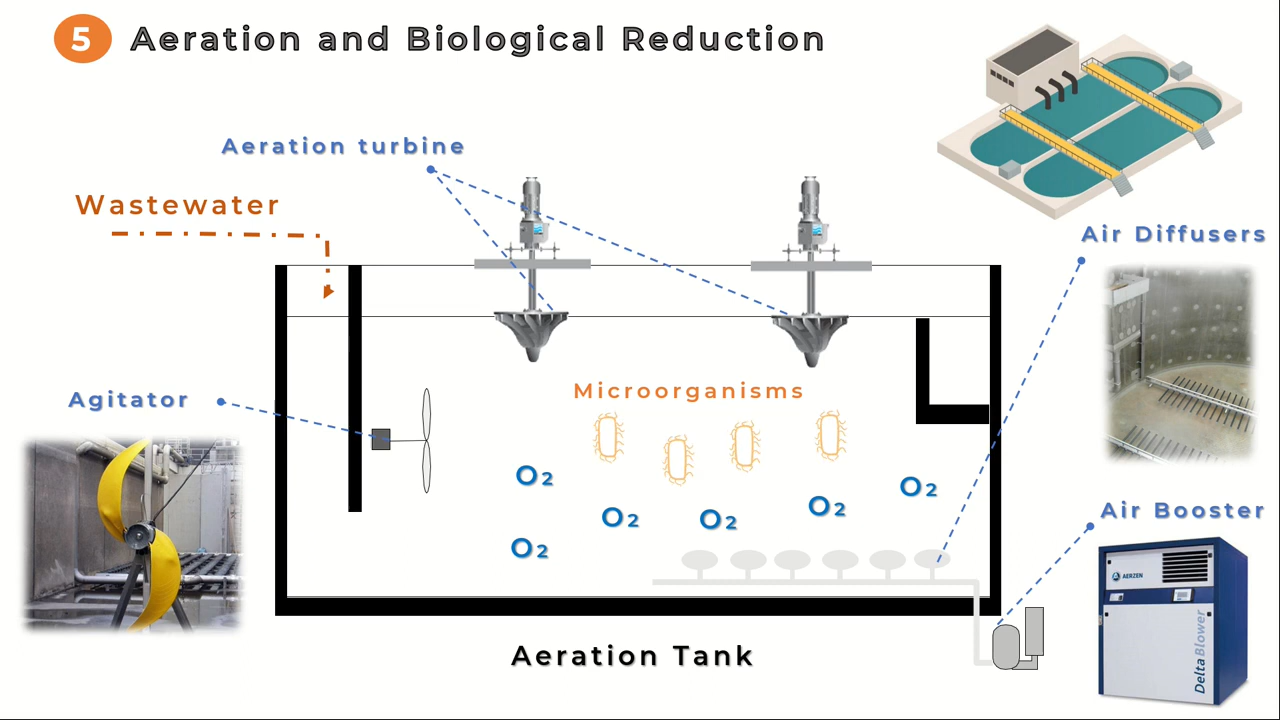 5 Aeration and Biological Reduction
Aeration turbine
Wastewater
Air Diffusers
Microorganisms
Agitator
O2
O2
O2
O2
O2
O2
Air Booster
AERZEN
Delta Blower
Aeration Tank